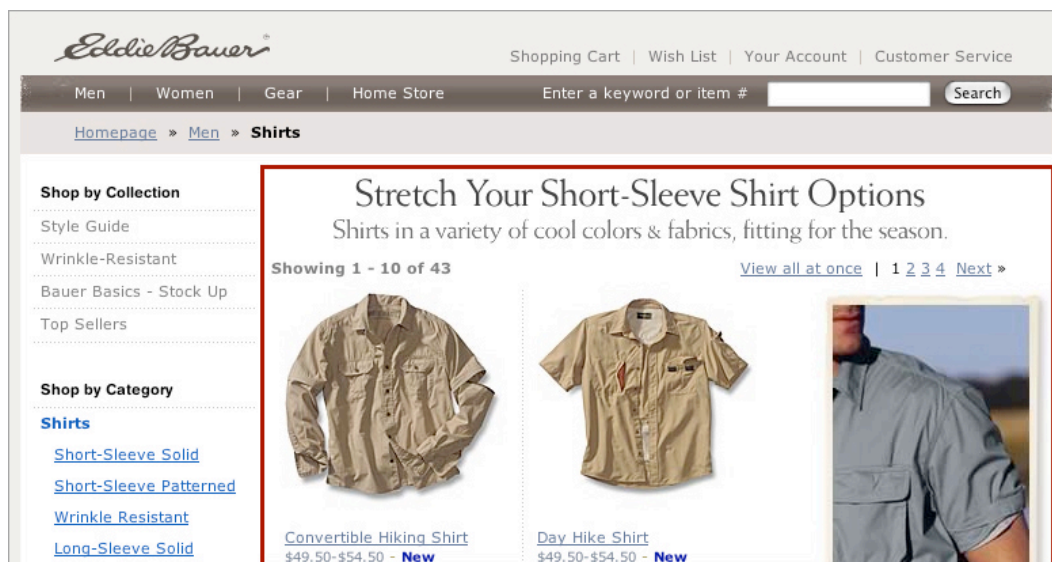 Eddie Bauer®
Shopping Cart | Wish List | Your Account | Customer Service
Men | Women | Gear | Home Store Enter a keyword or item # Search
Homepage » Men » Shirts
Shop by Collection
Style Guide
Wrinkle-Resistant
Bauer Basics - Stock Up
Top Sellers
Shop by Category
Shirts
Short-Sleeve Solid
Short-Sleeve Patterned
Wrinkle Resistant
Long-Sleeve Solid
Stretch Your Short-Sleeve Shirt Options
Shirts in a variety of cool colors & fabrics, fitting for the season.
Showing 1 - 10 of 43 View all at once | 1 2 3 4 Next »
Convertible Hiking Shirt
$49.50-$54.50 - New
Day Hike Shirt
$49.50-$54.50 - New